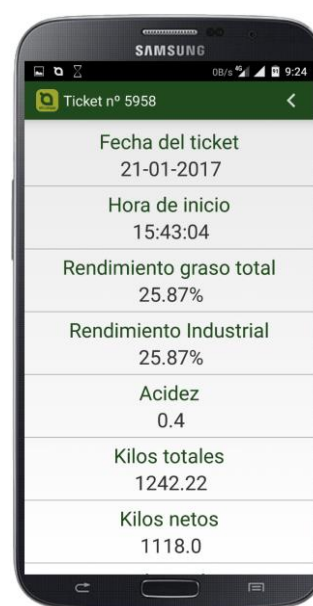 SAMSUNG
0B/s 4G 9:24
Ticket nº 5958
Fecha del ticket
21-01-2017
Hora de inicio
15:43:04
Rendimiento graso total
25.87%
Rendimiento Industrial
25.87%
Acidez
0.4
Kilos totales
1242.22
Kilos netos
1118.0